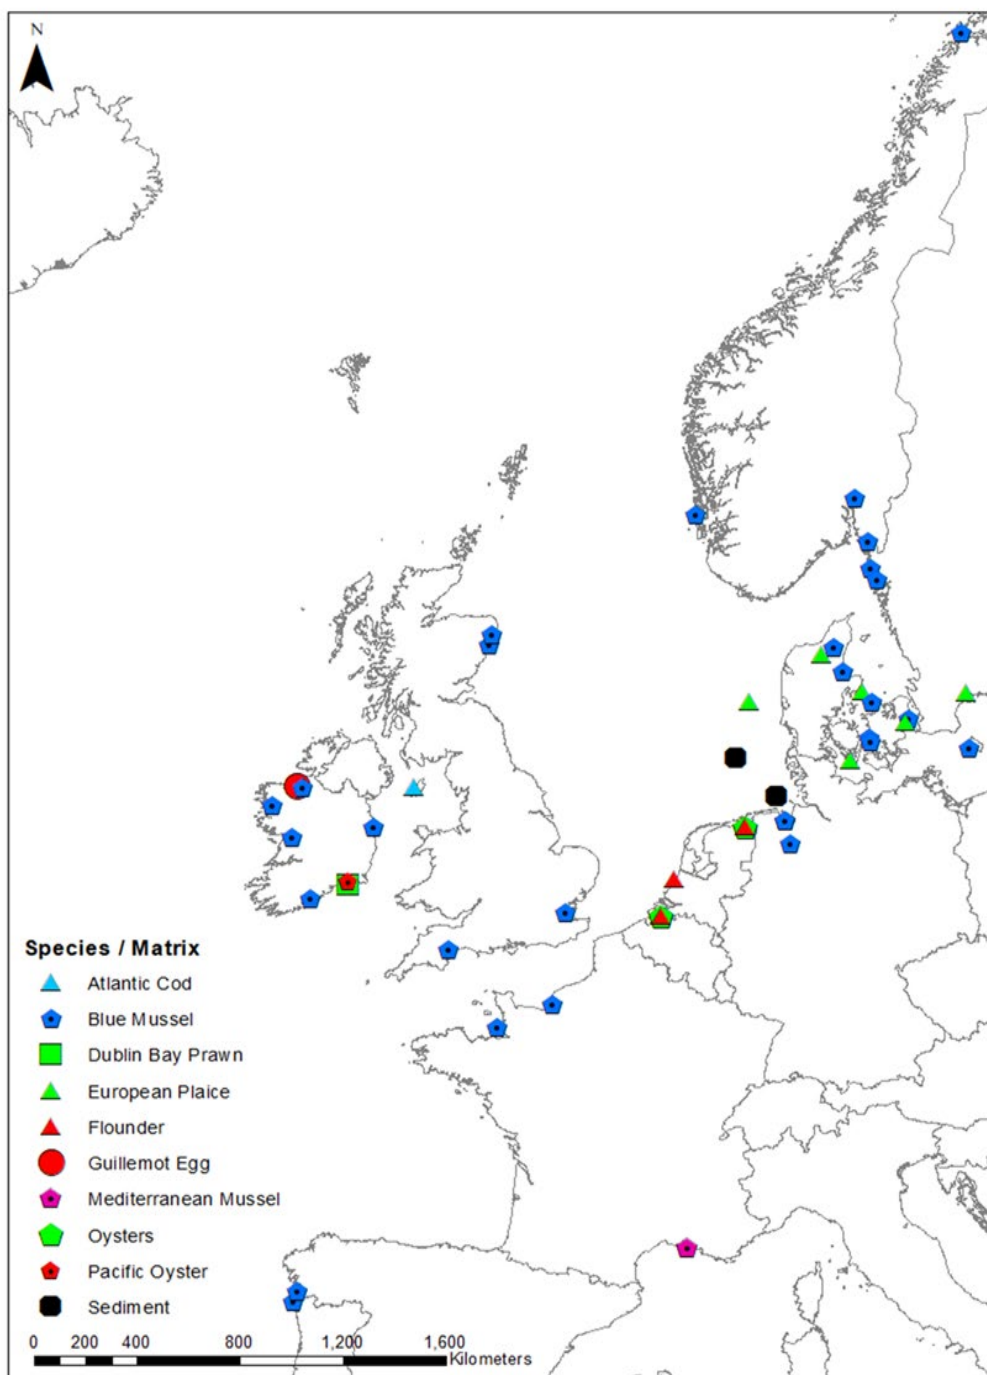 N
Species / Matrix
Atlantic Cod
Blue Mussel
Dublin Bay Prawn
European Plaice
Flounder
Guillemot Egg
Mediterranean Mussel
Oysters
Pacific Oyster
Sediment
0 200 400 800 1,200 1,600
Kilometers